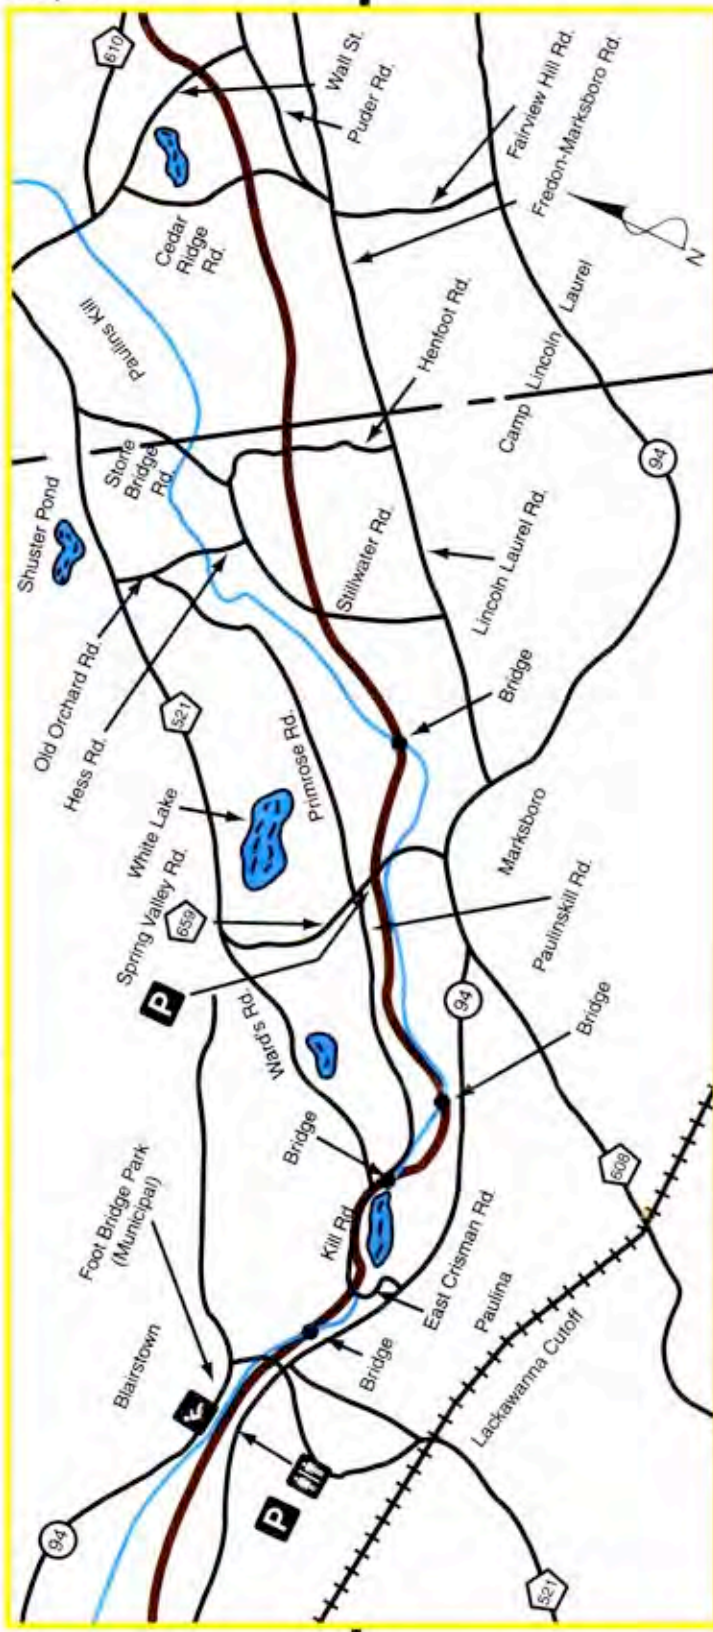 610
Wall St.
Puder Rd.
Fairview Hill Rd.
Fredon-Marksboro Rd.
Cedar
Ridge
Rd.
N
Paulins Kill
Henfoot Rd.
Camp Lincoln Laurel
94
Stone
Bridge
Rd.
Shuster Pond
Stillwater Rd.
Lincoln Laurel Rd.
Old Orchard Rd.
Hess Rd.
521
Bridge
Primrose Rd.
White Lake
Spring Valley Rd.
659
Marksboro
Paulinskill Rd.
P
Ward's Rd.
94
Bridge
Bridge
608
Foot Bridge Park
(Municipal)
Kill Rd
East Crisman Rd.
Paulina
Blairstown
Bridge
Lackawanna Cutoff
P
94
521